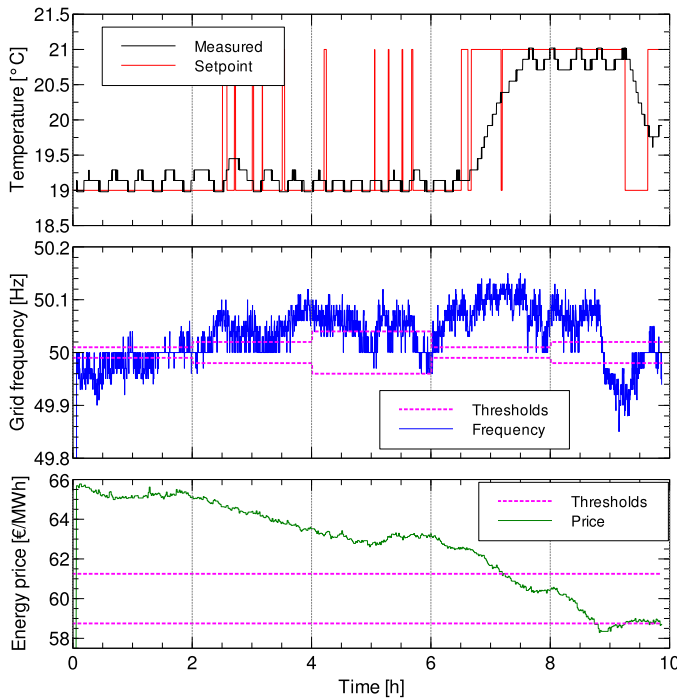 21.5
21
20.5
20
19.5
19
18.5
Temperature [°C]
Measured
Setpoint
50.2
50.1
50
49.9
49.8
Grid frequency [Hz]
Thresholds
Frequency
66
64
62
60
58
Energy price [€/MWh]
Thresholds
Price
0 2 4 6 8 10
Time [h]